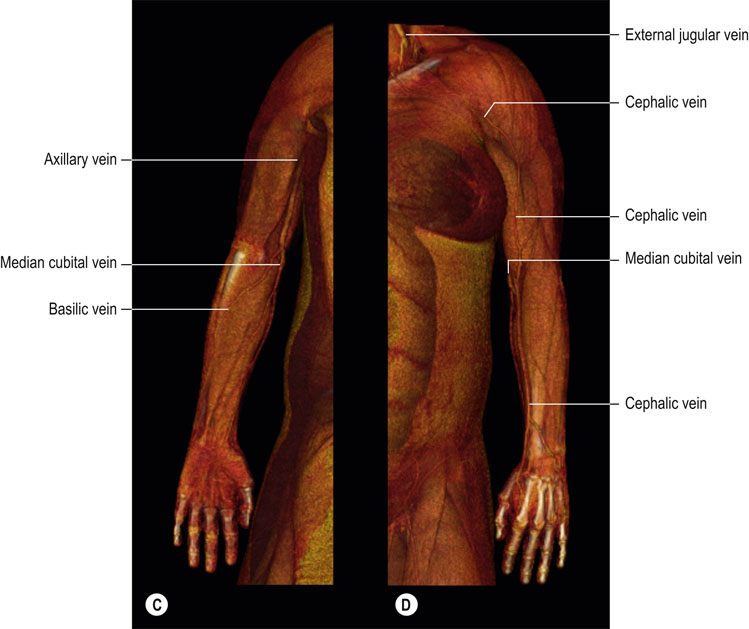 External jugular vein
Cephalic vein
Axillary vein
Cephalic vein
Median cubital vein
Median cubital vein
Basilic vein
Cephalic vein
C
D